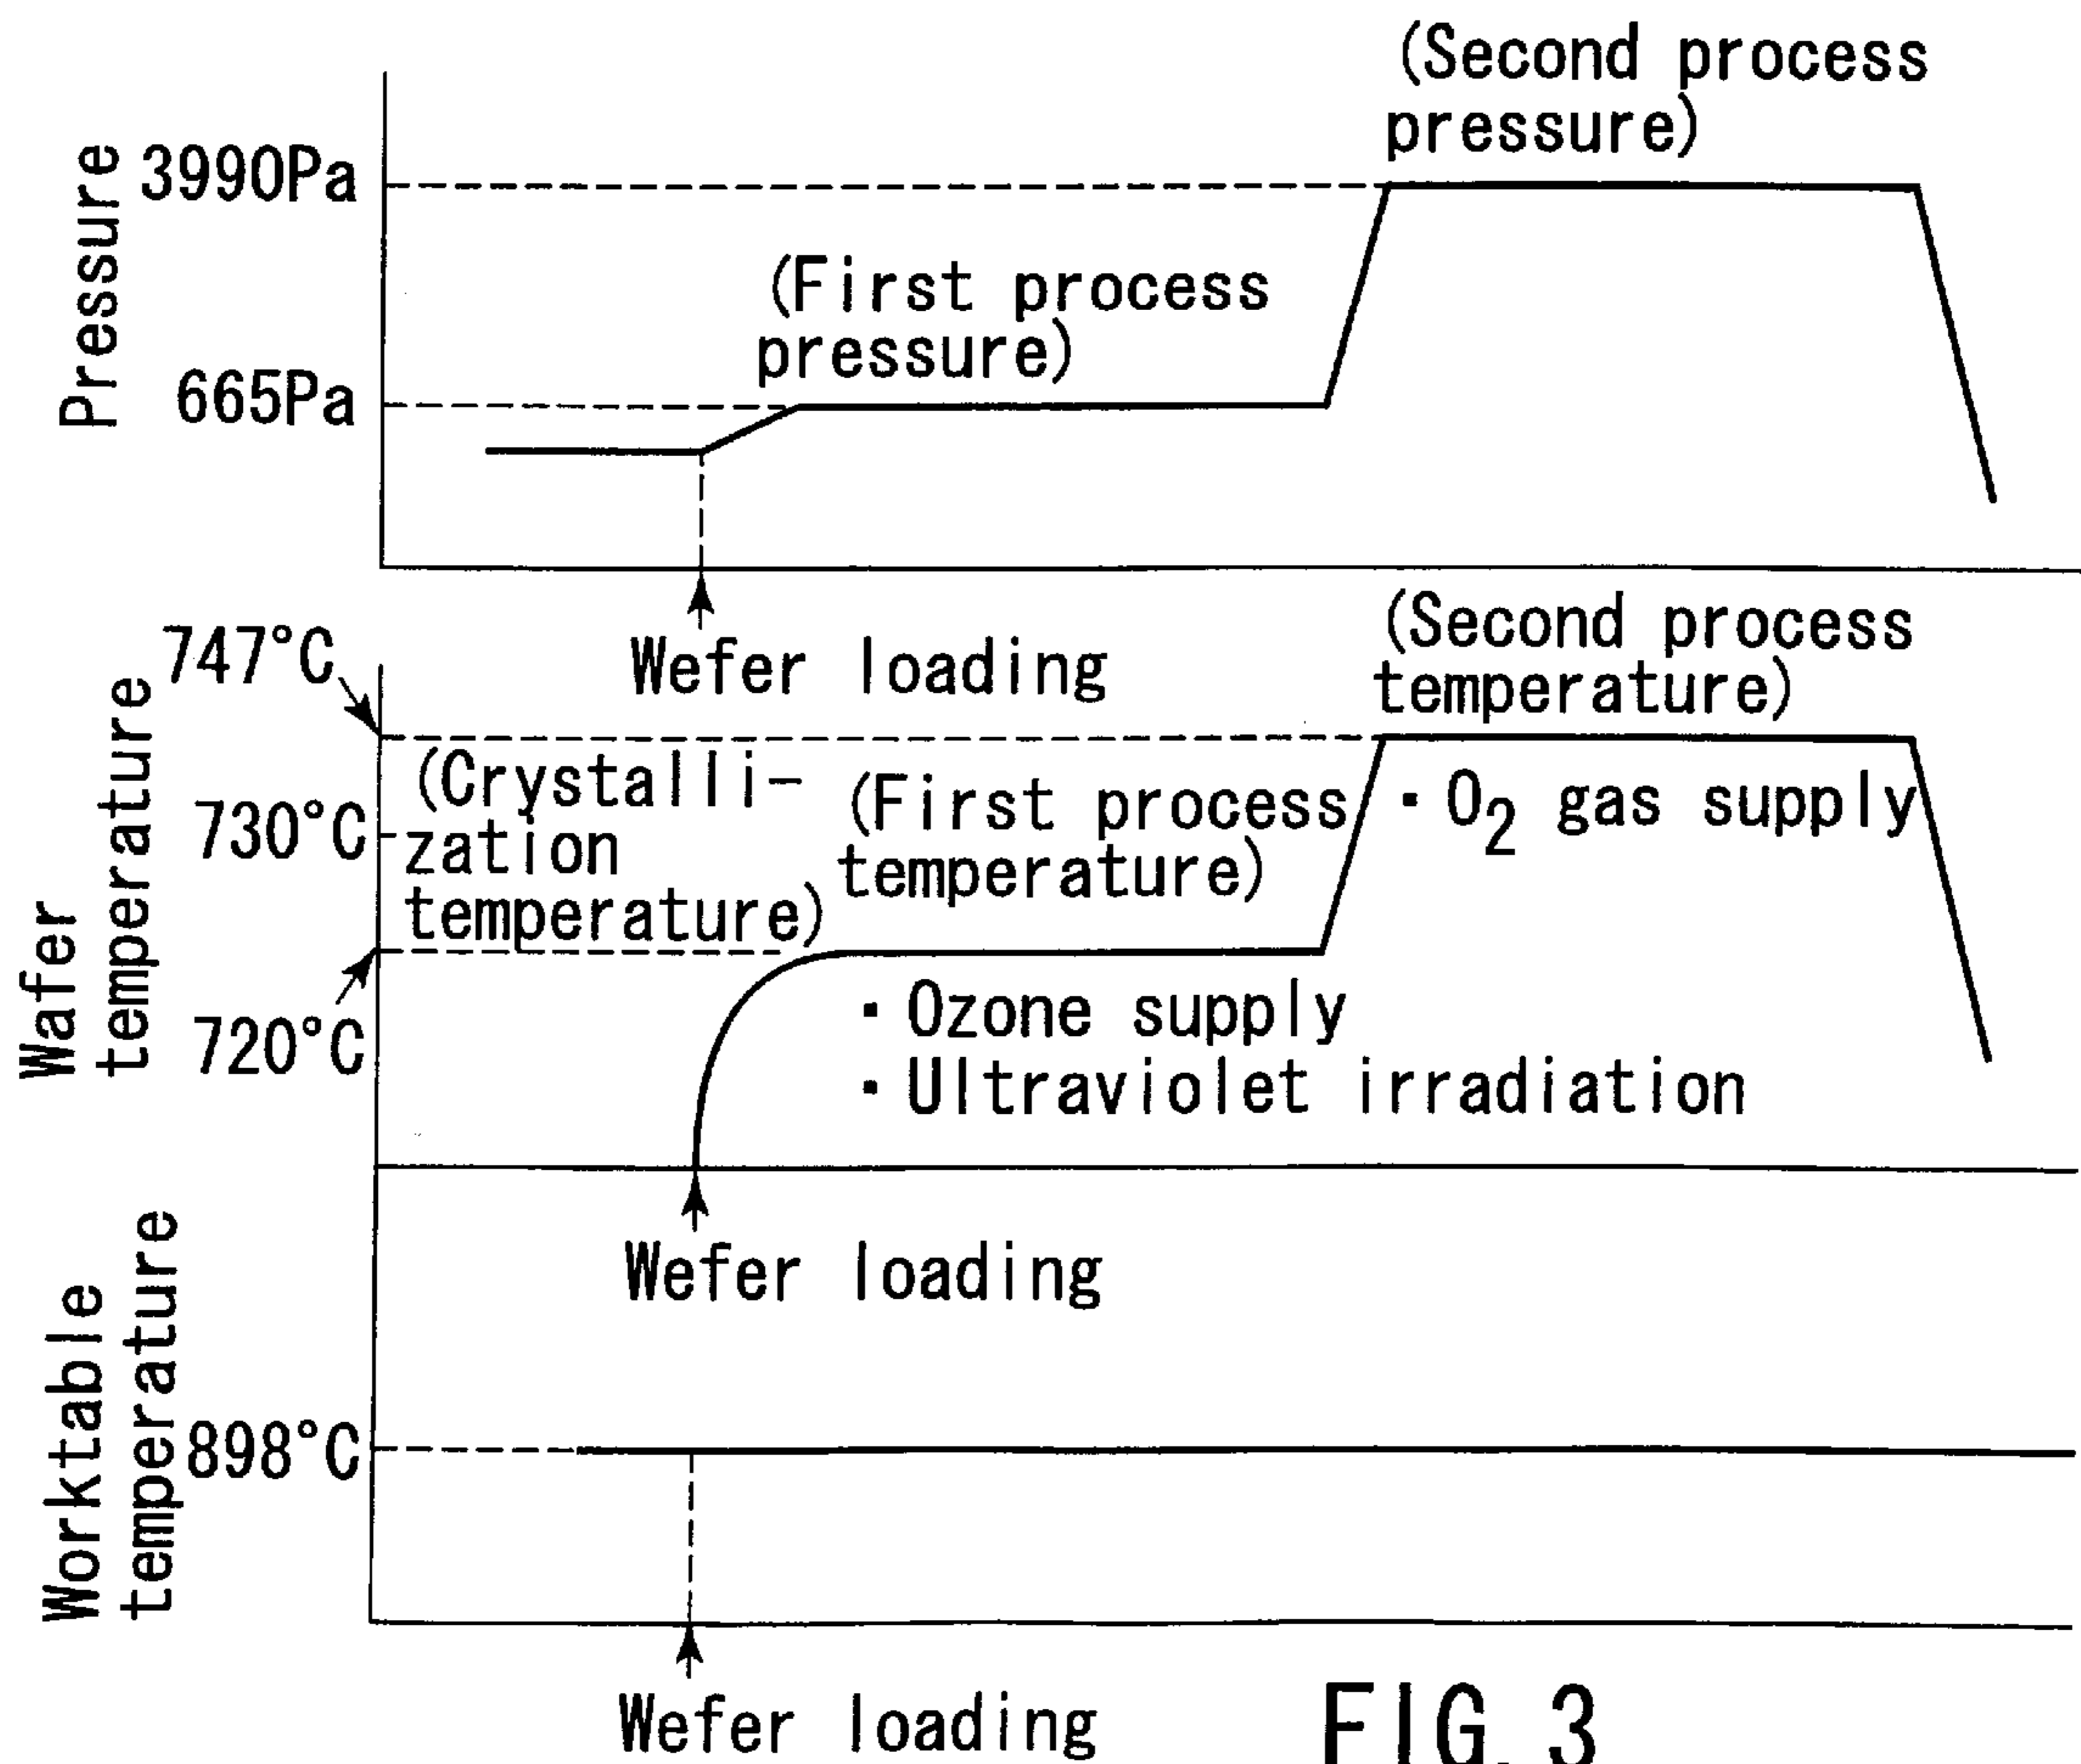 (Second process
pressure)
Pressure
3990Pa
(First process
pressure)
665Pa
Wefer loading
(Second process
temperature)
Wafer
temperature
747°C
(Crystalli-
zation
temperature)
730°C
(First process
temperature)
・O2 gas supply
720°C
・Ozone supply
・Ultraviolet irradiation
Wefer loading
Worktable
temperature
898°C
Wefer loading
FIG. 3